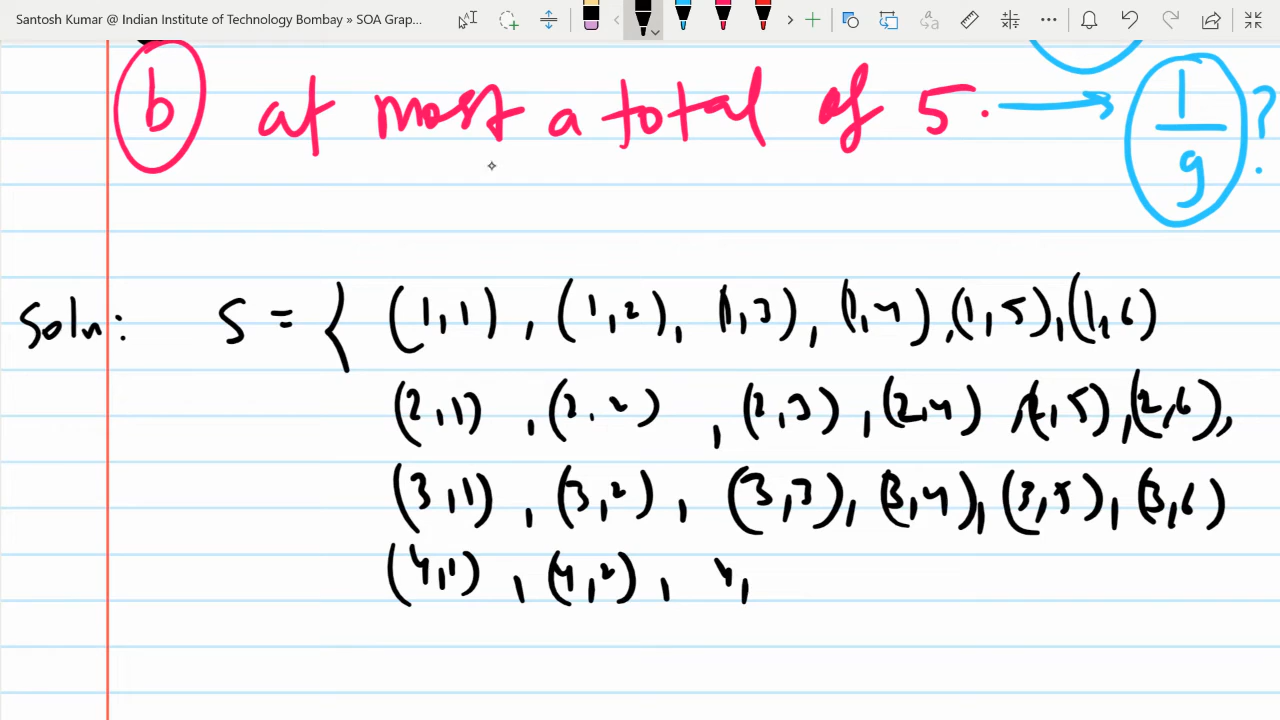 Santosh Kumar @ Indian Institute of Technology Bombay » SOA Grap...
b at most a total of 5. → 1/9 ?
Soln: S = { (1,1), (1,2), (1,3), (1,4), (1,5), (1,6)
(2,1), (2,2), (2,3), (2,4), (2,5), (2,6),
(3,1), (3,2), (3,3), (3,4), (3,5), (3,6)
(4,1), (4,2), 4,